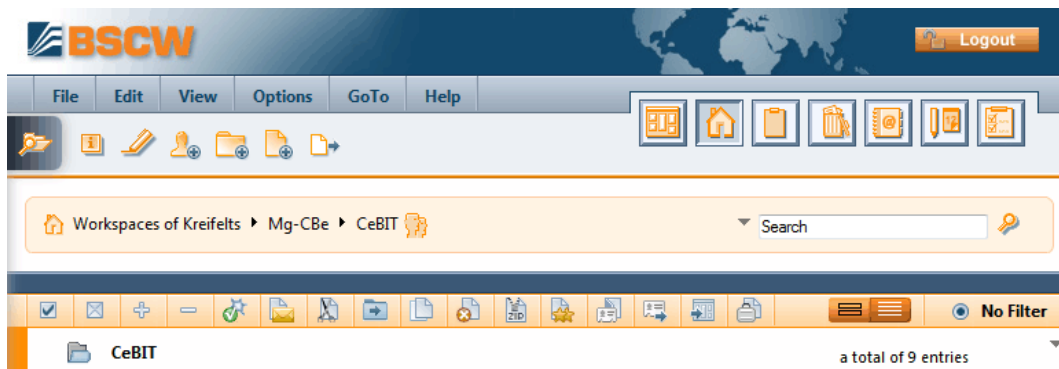 BSCW
Logout
File Edit View Options GoTo Help
Workspaces of Kreifelts Mg-CBe CeBIT
Search
ZIP
No Filter
CeBIT
a total of 9 entries